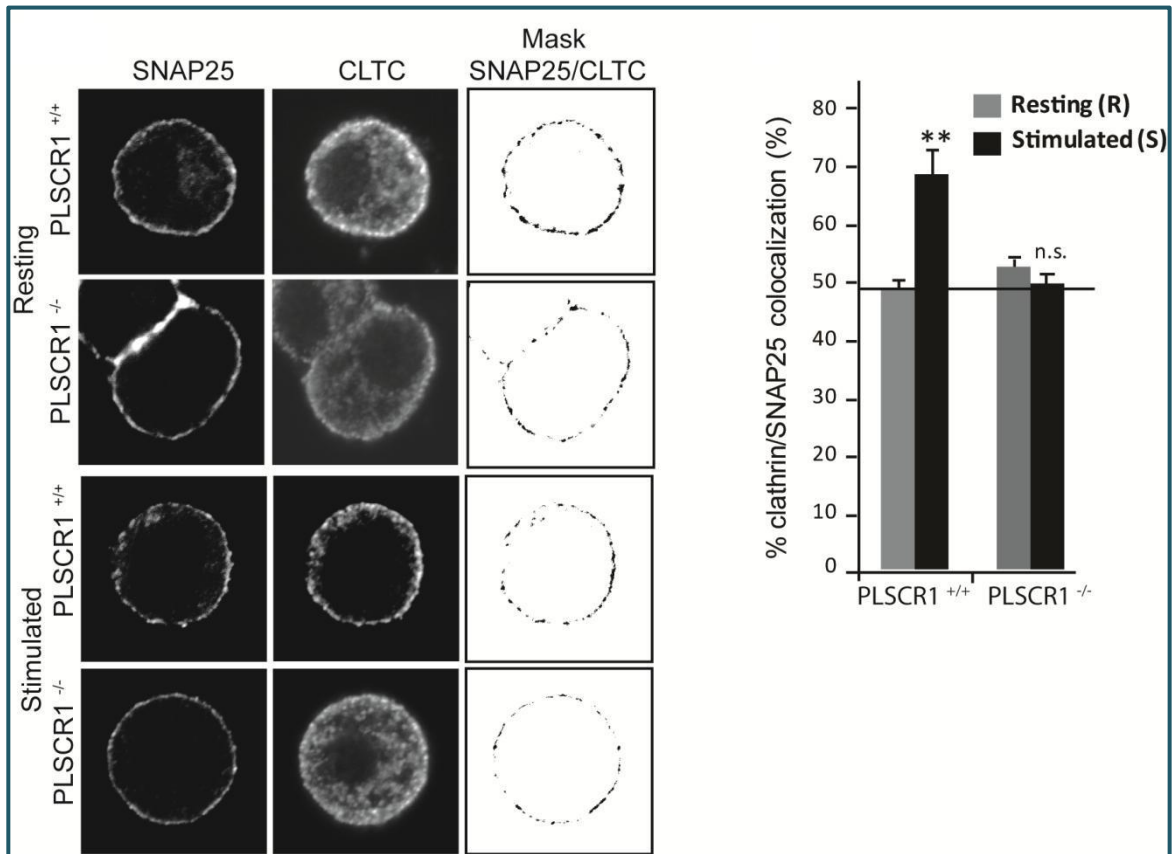 Mask
SNAP25 CLTC SNAP25/CLTC
Resting
PLSCR1 +/+
PLSCR1 -/-
Stimulated
PLSCR1 +/+
PLSCR1 -/-
% clathrin/SNAP25 colocalization (%)
80
70
60
50
40
30
20
10
0
Resting (R)
Stimulated (S)
**
n.s.
PLSCR1 +/+ PLSCR1 -/-